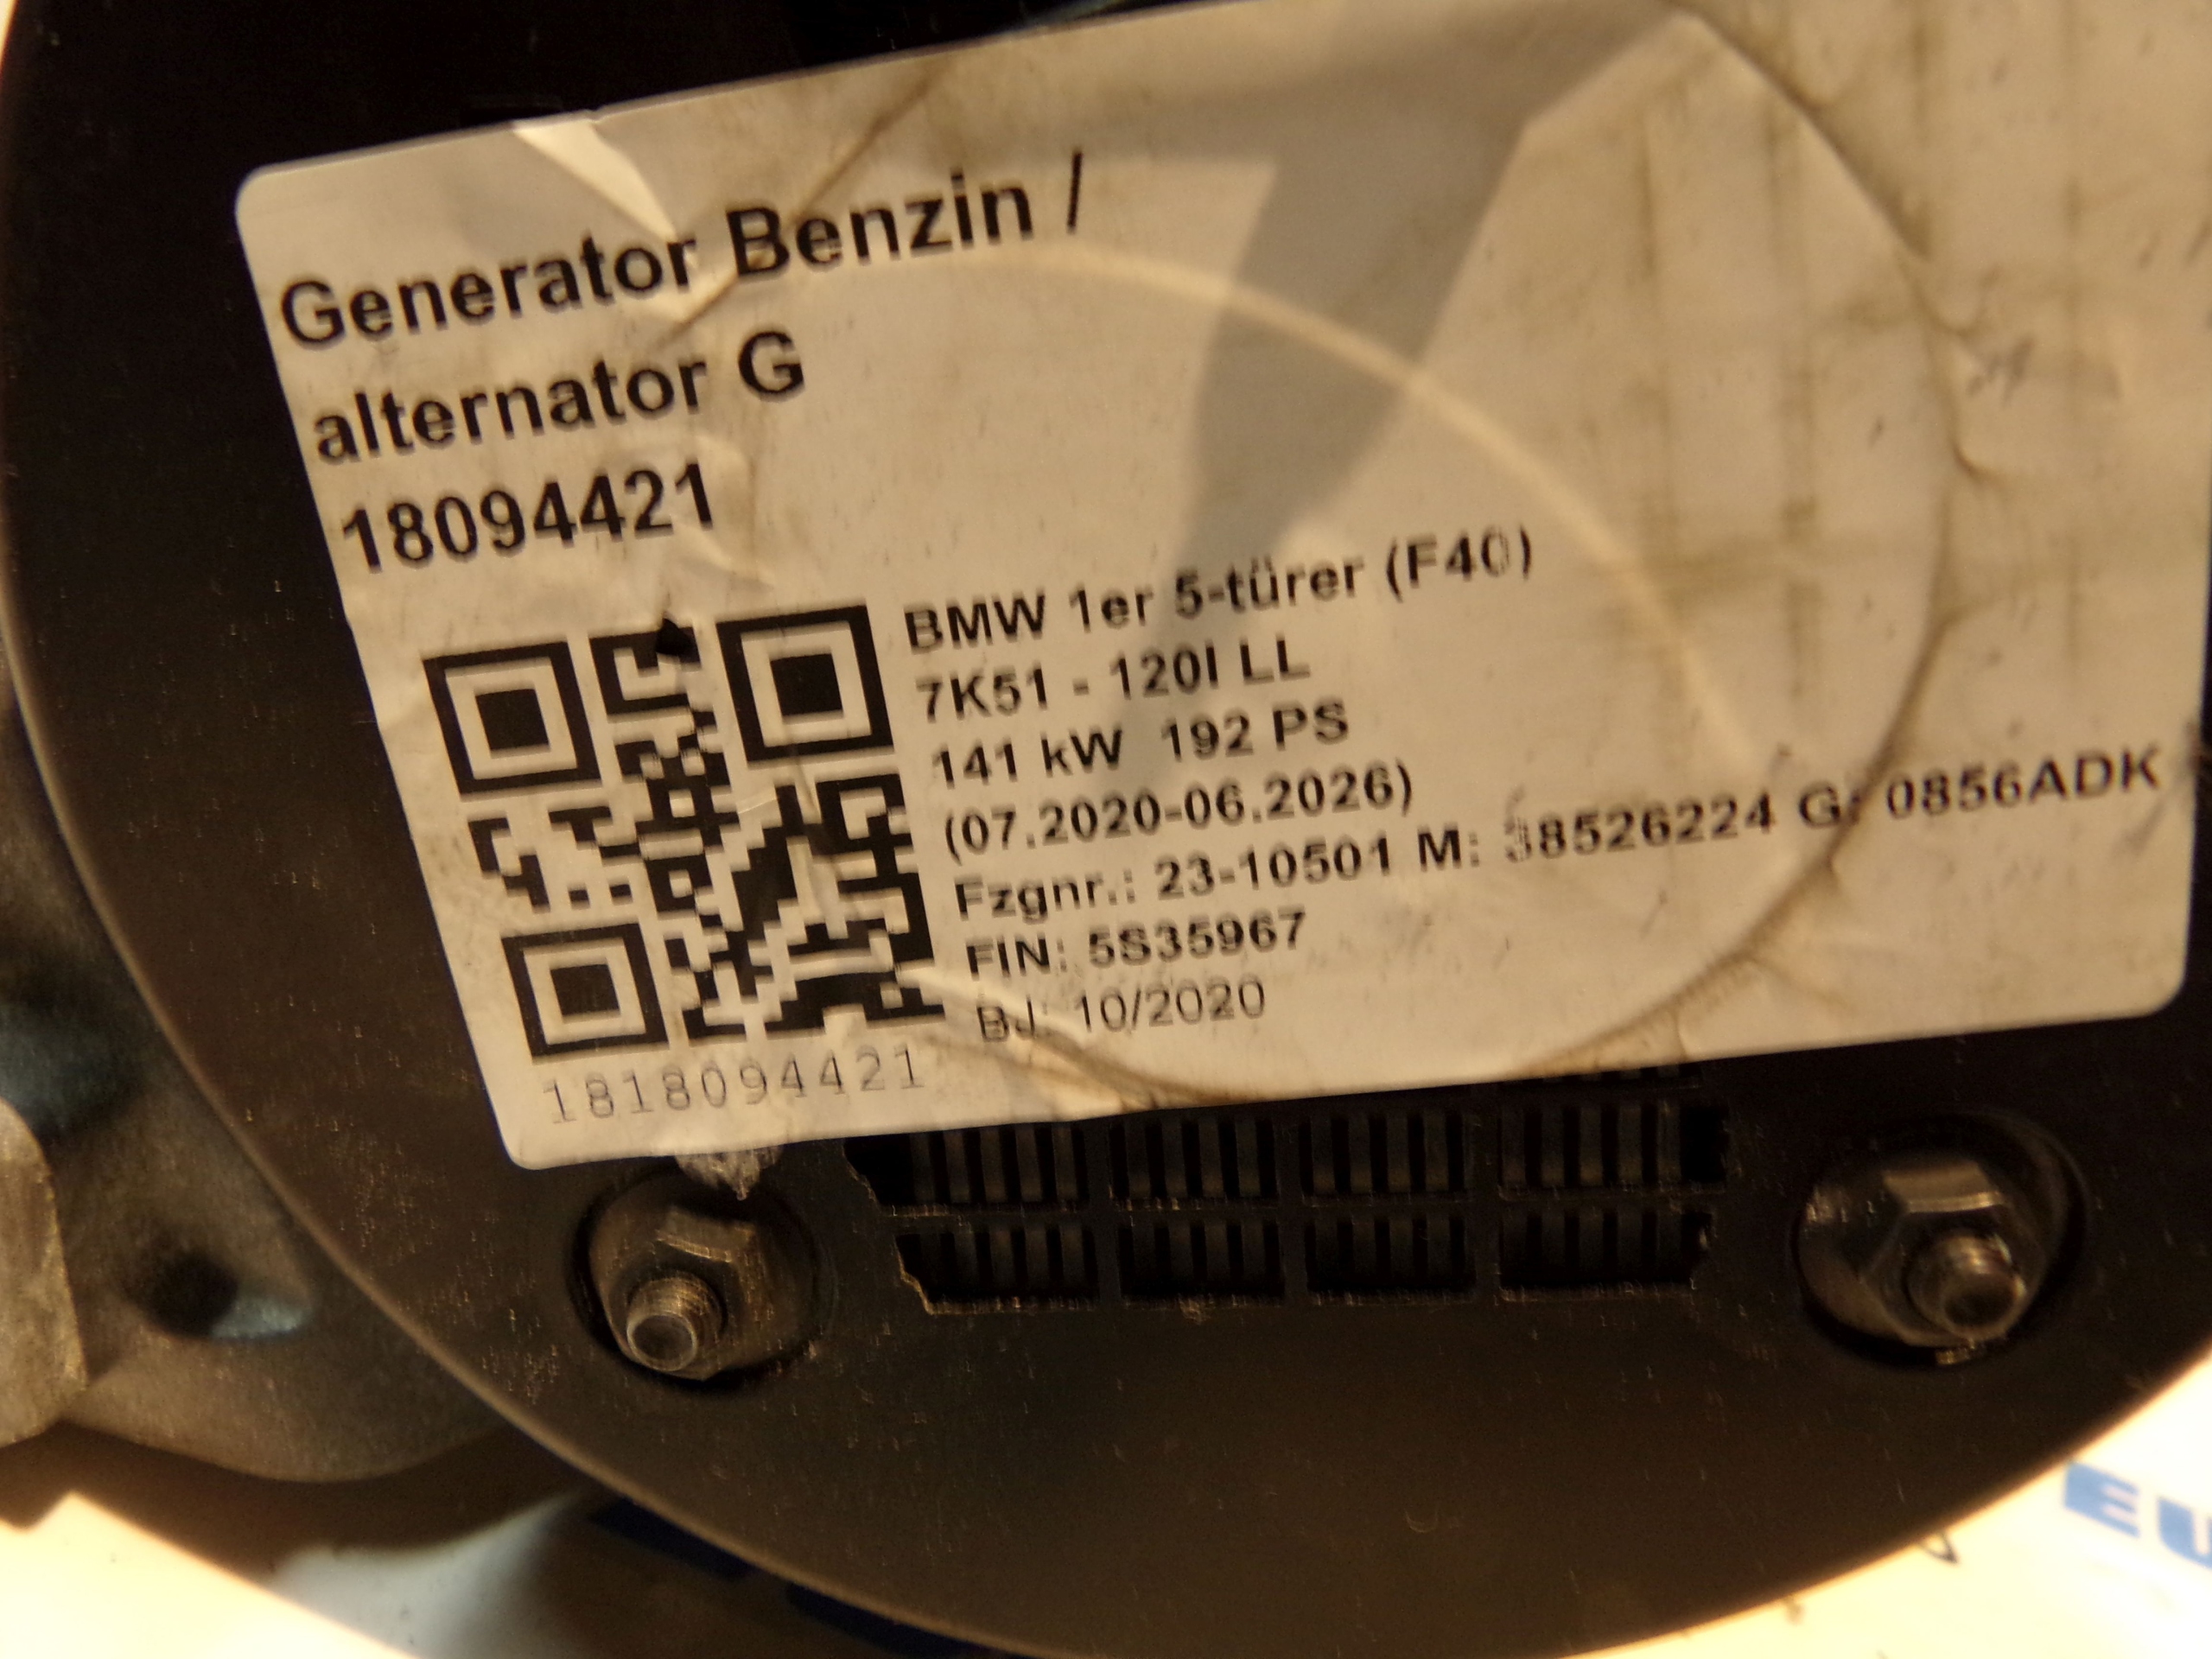 Generator Benzin /
alternator G
18094421
BMW 1er 5-türer (F40)
7K51 - 120I LL
141 kW 192 PS
(07.2020-06.2026)
Fzgnr.: 23-10501 M: 38526224 G: 0856ADK
FIN: 5S35967
BJ: 10/2020
1818094421